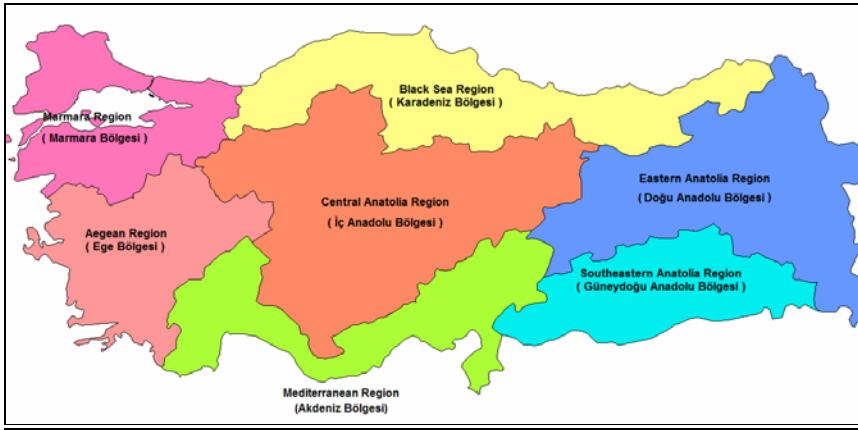 Black Sea Region
( Karadeniz Bölgesi )
Marmara Region
( Marmara Bölgesi )
Eastern Anatolia Region
( Doğu Anadolu Bölgesi )
Central Anatolia Region
( İç Anadolu Bölgesi )
Aegean Region
( Ege Bölgesi )
Southeastern Anatolia Region
( Güneydoğu Anadolu Bölgesi )
Mediterranean Region
(Akdeniz Bölgesi)